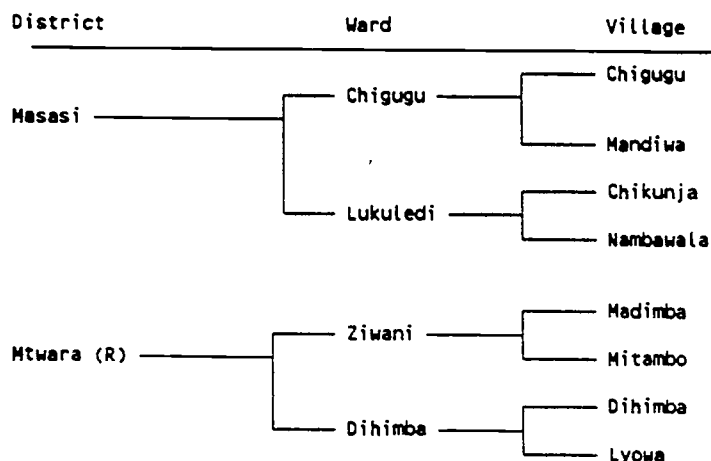 District Ward Village
Chigugu
Chigugu
Masasi
Mandiwa
Chikunja
Lukuledi
Nambawala
Madimba
Ziwani
Mtwara (R)
Mitambo
Dihimba
Dihimba
Lyowa